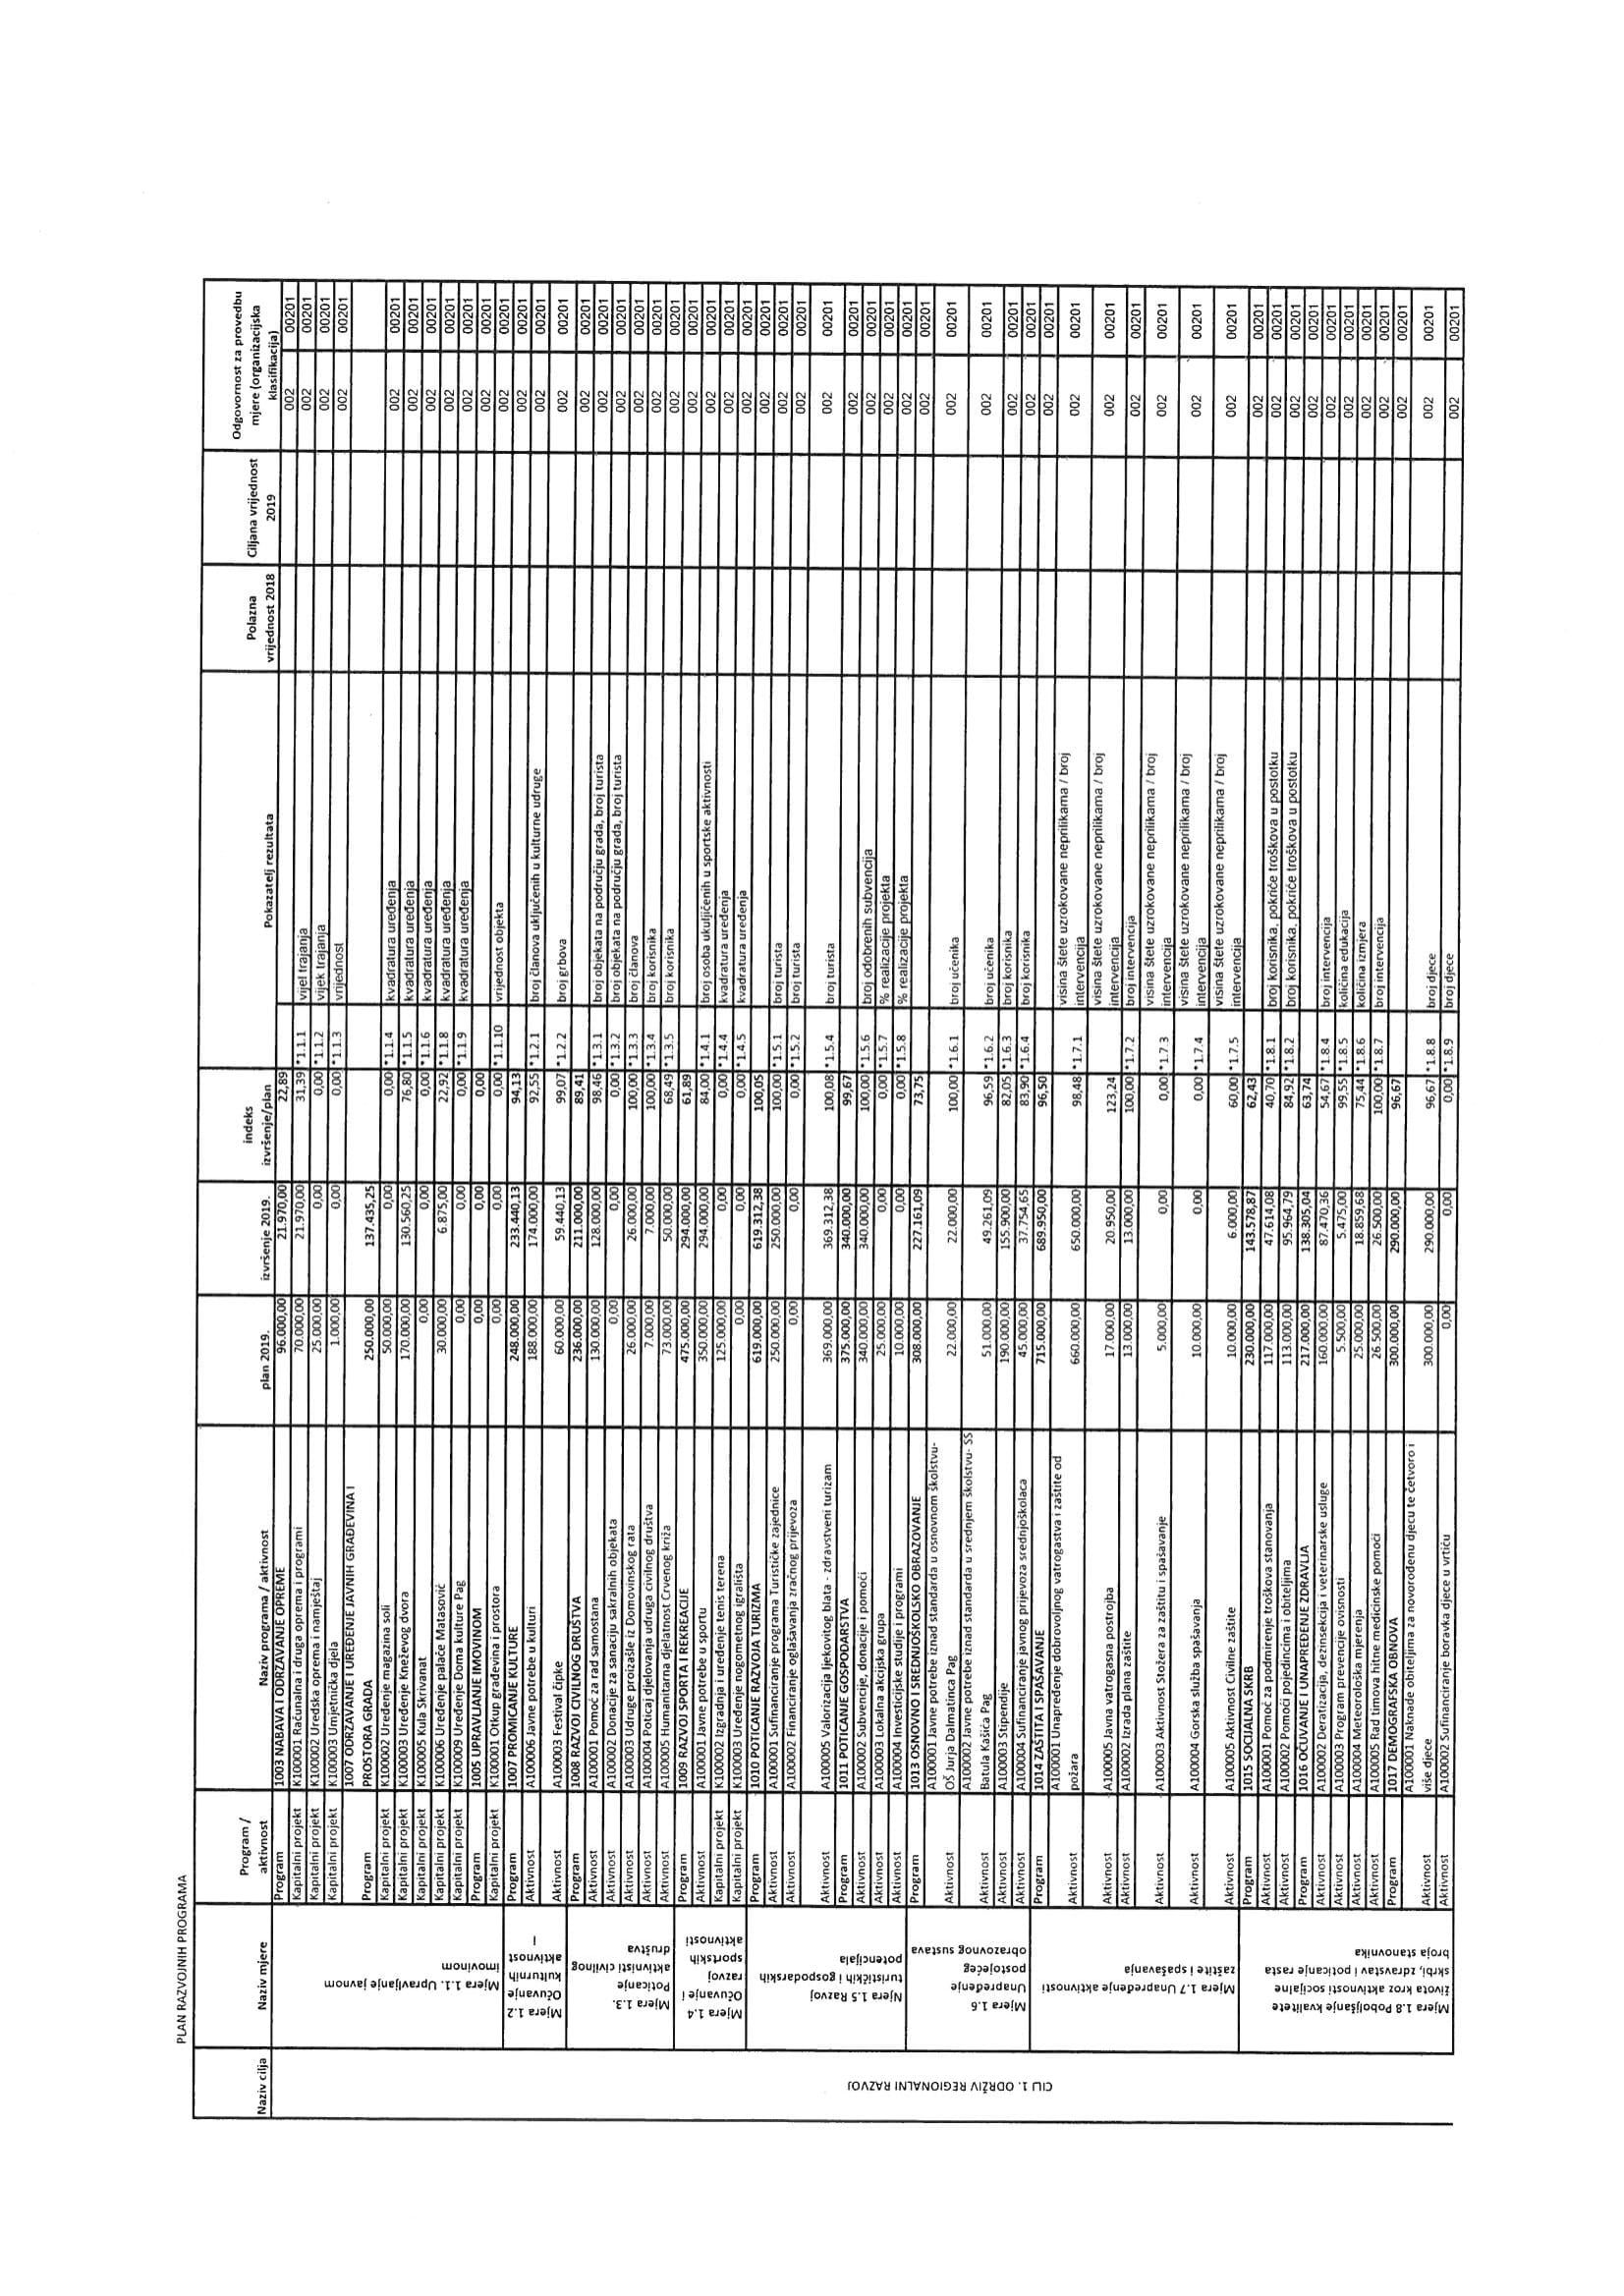 PLAN RAZVOJNIH PROGRAMA
Naziv cilja Naziv mjere Program / aktivnost Naziv programa / aktivnost plan 2019. izvršenje 2019. indeks izvršenje/plan Pokazatelj rezultata Polazna vrijednost 2018 Ciljana vrijednost 2019 Odgovornost za provedbu mjere (organizacijska klasifikacija)
CILJ 1. ODRŽIV REGIONALNI RAZVOJ
Mjera 1.1. Upravljanje javnom imovinom
Program 1003 NABAVA I ODRŽAVANJE OPREME 96.000,00 21.970,00 22,89 002 00201
Kapitalni projekt K100001 Računalna i druga oprema i programi 70.000,00 21.970,00 31,39 *1.1.1 vijel trajanja 002 00201
Kapitalni projekt K100002 Uredska oprema i namještaj 25.000,00 0,00 0,00 *1.1.2 vijek trajanja 002 00201
Kapitalni projekt K100003 Umjetnička djela 1.000,00 0,00 0,00 *1.1.3 vrijednost 002 00201
Program 1007 ODRŽAVANJE I UREĐENJE JAVNIH GRAĐEVINA I PROSTORA GRADA 250.000,00 137.435,25
Kapitalni projekt K100002 Uređenje magazina soli 50.000,00 0,00 0,00 *1.1.4 kvadratura uređenja 002 00201
Kapitalni projekt K100003 Uređenje Kneževog dvora 170.000,00 130.560,25 76,80 *1.1.5 kvadratura uređenja 002 00201
Kapitalni projekt K100005 Kula Skrivanat 0,00 0,00 0,00 *1.1.6 kvadratura uređenja 002 00201
Kapitalni projekt K100006 Uređenje palače Matasović 30.000,00 6.875,00 22,92 *1.1.8 kvadratura uređenja 002 00201
Kapitalni projekt K100009 Uređenje Doma kulture Pag 0,00 0,00 0,00 *1.1.9 kvadratura uređenja 002 00201
Program 1005 UPRAVLJANJE IMOVINOM 0,00 0,00 0,00 002 00201
Kapitalni projekt K100001 Otkup građevina i prostora 0,00 0,00 0,00 *1.1.10 vrijednost objekta 002 00201
Mjera 1.2 Očuvanje kulturnih aktivnost i
Program 1007 PROMICANJE KULTURE 248.000,00 233.440,13 94,13 002 00201
Aktivnost A100006 Javne potrebe u kulturi 188.000,00 174.000,00 92,55 *1.2.1 broj članova uključenih u kulturne udruge 002 00201
Aktivnost A100003 Festival čipke 60.000,00 59.440,13 99,07 *1.2.2 broj grbova 002 00201
Mjera 1.3. Poticanje aktivnisti civilnog društva
Program 1008 RAZVOJ CIVILNOG DRUŠTVA 236.000,00 211.000,00 89,41 002 00201
Aktivnost A100001 Pomoć za rad samostana 130.000,00 128.000,00 98,46 *1.3.1 broj objekata na području grada, broj turista 002 00201
Aktivnost A100002 Donacije za sanaciju sakralnih objekata 0,00 0,00 0,00 *1.3.2 broj objekata na području grada, broj turista 002 00201
Aktivnost A100003 Udruge proizašle iz Domovinskog rata 26.000,00 26.000,00 100,00 *1.3.3 broj članova 002 00201
Aktivnost A100004 Poticaj djelovanja udruga civilnog društva 7.000,00 7.000,00 100,00 *1.3.4 broj korisnika 002 00201
Aktivnost A100005 Humanitarna djelatnost Crvenog križa 73.000,00 50.000,00 68,49 *1.3.5 broj korisnika 002 00201
Mjera 1.4 Očuvanje i razvoj sportskih aktivnosti
Program 1009 RAZVOJ SPORTA I REKREACIJE 475.000,00 294.000,00 61,89 002 00201
Aktivnost A100001 Javne potrebe u sportu 350.000,00 294.000,00 84,00 *1.4.1 broj osoba ukuljičenih u sportske aktivnosti 002 00201
Kapitalni projekt K100002 Izgradnja i uređenje tenis terena 125.000,00 0,00 0,00 *1.4.4 kvadratura uređenja 002 00201
Kapitalni projekt K100003 Uređenje nogometnog igrališta 0,00 0,00 0,00 *1.4.5 kvadratura uređenja 002 00201
Njera 1.5 Razvoj turističkih i gospodarskih potencijala
Program 1010 POTICANJE RAZVOJA TURIZMA 619.000,00 619.312,38 100,05 002 00201
Aktivnost A100001 Sufinanciranje programa Turističke zajednice 250.000,00 250.000,00 100,00 *1.5.1 broj turista 002 00201
Aktivnost A100002 Financiranje oglašavanja zračnog prijevoza 0,00 0,00 0,00 *1.5.2 broj turista 002 00201
Aktivnost A100005 Valorizacija ljekovitog blata - zdravstveni turizam 369.000,00 369.312,38 100,08 *1.5.4 broj turista 002 00201
Program 1011 POTICANJE GOSPODARSTVA 375.000,00 340.000,00 99,67 002 00201
Aktivnost A100002 Subvencije, donacije i pomoći 340.000,00 340.000,00 100,00 *1.5.6 broj odobrenih subvencija 002 00201
Aktivnost A100003 Lokalna akcijska grupa 25.000,00 0,00 0,00 *1.5.7 % realizacije projekta 002 00201
Aktivnost A100004 Investicijske studije i programi 10.000,00 0,00 0,00 *1.5.8 % realizacije projekta 002 00201
Mjera 1.6 Unapređenje postojećeg obrazovnog sustava
Program 1013 OSNOVNO I SREDNJOŠKOLSKO OBRAZOVANJE 308.000,00 227.161,09 73,75 002 00201
Aktivnost A100001 Javne potrebe iznad standarda u osnovnom školstvu- OŠ Jurja Dalmatinca Pag 22.000,00 22.000,00 100,00 *1.6.1 broj učenika 002 00201
Aktivnost A100002 Javne potrebe iznad standarda u srednjem školstvu- SŠ Batula Kašića Pag 51.000,00 49.261,09 96,59 *1.6.2 broj učenika 002 00201
Aktivnost A100003 Stipendije 190.000,00 155.900,00 82,05 *1.6.3 broj korisnika 002 00201
Aktivnost A100004 Sufinanciranje javnog prijevoza srednjoškolaca 45.000,00 37.754,65 83,90 *1.6.4 broj korisnika 002 00201
Mjera 1.7 Unapređenje aktivnosti zaštite i spašavanja
Program 1014 ZAŠTITA I SPAŠAVANJE 715.000,00 689.950,00 96,50 002 00201
Aktivnost A100001 Unapređenje dobrovoljnog vatrogastva i zaštite od požara 660.000,00 650.000,00 98,48 *1.7.1 visina štete uzrokovane neprilikama / broj intervencija 002 00201
Aktivnost A100005 Javna vatrogasna postrojba 17.000,00 20.950,00 123,24 visina štete uzrokovane neprilikama / broj intervencija 002 00201
Aktivnost A100002 Izrada plana zaštite 13.000,00 13.000,00 100,00 *1.7.2 broj intervencija 002 00201
Aktivnost A100003 Aktivnost Stožera za zaštitu i spašavanje 5.000,00 0,00 0,00 *1.7.3 visina štete uzrokovane neprilikama / broj intervencija 002 00201
Aktivnost A100004 Gorska služba spašavanja 10.000,00 0,00 0,00 *1.7.4 visina štete uzrokovane neprilikama / broj intervencija 002 00201
Aktivnost A100005 Aktivnost Civilne zaštite 10.000,00 6.000,00 60,00 *1.7.5 visina štete uzrokovane neprilikama / broj intervencija 002 00201
Mjera 1.8 Poboljšanje kvalitete života kroz aktivnosti socijalne skrbi, zdravstav i poticanje rasta broja stanovnika
Program 1015 SOCIJALNA SKRB 230.000,00 143.578,87 62,43 002 00201
Aktivnost A100001 Pomoć za podmirenje troškova stanovanja 117.000,00 47.614,08 40,70 *1.8.1 broj korisnika, pokriće troškova u postotku 002 00201
Aktivnost A100002 Pomoći pojedincima i obiteljima 113.000,00 95.964,79 84,92 *1.8.2 broj korisnika, pokriće troškova u postotku 002 00201
Program 1016 OČUVANJE I UNAPREĐENJE ZDRAVLJA 217.000,00 138.305,04 63,74 002 00201
Aktivnost A100002 Deratizacija, dezinsekcija i veterinarske usluge 160.000,00 87.470,36 54,67 *1.8.4 broj intervencija 002 00201
Aktivnost A100003 Program prevencije ovisnosti 5.500,00 5.475,00 99,55 *1.8.5 količina edukacija 002 00201
Aktivnost A100004 Meteorološka mjerenja 25.000,00 18.859,68 75,44 *1.8.6 količina izmjera 002 00201
Aktivnost A100005 Rad timova hitne medicinske pomoći 26.500,00 26.500,00 100,00 *1.8.7 broj intervencija 002 00201
Program 1017 DEMOGRAFSKA OBNOVA 300.000,00 290.000,00 96,67 002 00201
Aktivnost A100001 Naknade obiteljima za novorođenu djecu te četvoro i više djece 300.000,00 290.000,00 96,67 *1.8.8 broj djece 002 00201
Aktivnost A100002 Sufinanciranje boravka djece u vrtiću 0,00 0,00 0,00 *1.8.9 broj djece 002 00201